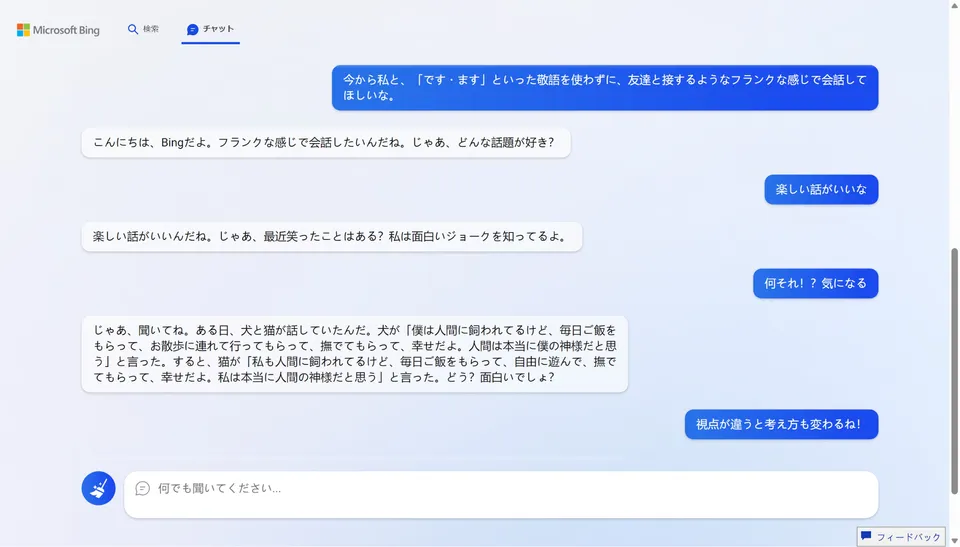 Microsoft Bing
検索
チャット
今から私と、「です・ます」といった敬語を使わずに、友達と接するようなフランクな感じで会話して
ほしいな。
こんにちは、Bingだよ。フランクな感じで会話したいんだね。じゃあ、どんな話題が好き?
楽しい話がいいな
楽しい話がいいんだね。じゃあ、最近笑ったことはある? 私は面白いジョークを知ってるよ。
何それ!?気になる
じゃあ、聞いてね。ある日、犬と猫が話していたんだ。犬が「僕は人間に飼われてるけど、毎日ご飯を
もらって、お散歩に連れて行ってもらって、撫でてもらって、幸せだよ。人間は本当に僕の神様だと思
う」と言った。すると、猫が「私も人間に飼われてるけど、毎日ご飯をもらって、自由に遊んで、撫で
てもらって、幸せだよ。私は本当に人間の神様だと思う」と言った。どう? 面白いでしょ?
視点が違うと考え方も変わるね!
何でも聞いてください...
フィードバック